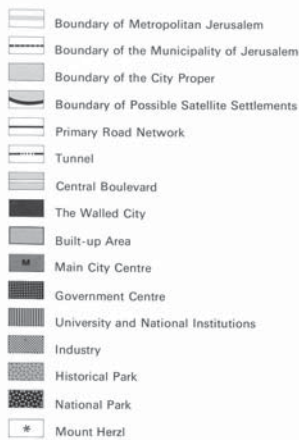 Boundary of Metropolitan Jerusalem
Boundary of the Municipality of Jerusalem
Boundary of the City Proper
Boundary of Possible Satellite Settlements
Primary Road Network
Tunnel
Central Boulevard
The Walled City
Built-up Area
M Main City Centre
Government Centre
University and National Institutions
Industry
Historical Park
National Park
Mount Herzl